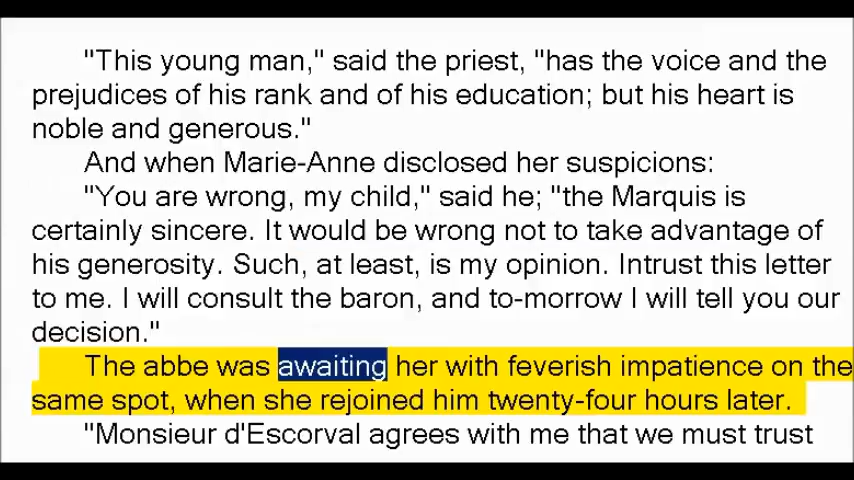 "This young man," said the priest, "has the voice and the
prejudices of his rank and of his education; but his heart is
noble and generous."
And when Marie-Anne disclosed her suspicions:
"You are wrong, my child," said he; "the Marquis is
certainly sincere. It would be wrong not to take advantage of
his generosity. Such, at least, is my opinion. Intrust this letter
to me. I will consult the baron, and to-morrow I will tell you our
decision."
The abbe was awaiting her with feverish impatience on the
same spot, when she rejoined him twenty-four hours later.
"Monsieur d'Escorval agrees with me that we must trust